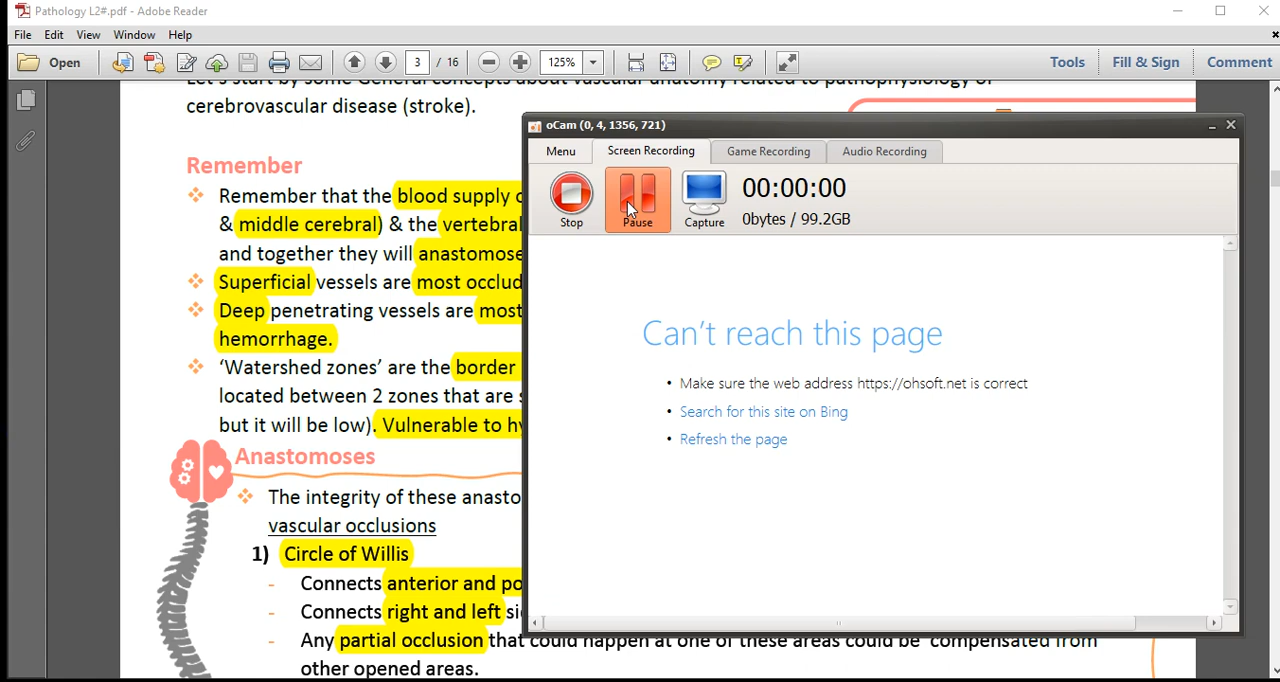 Pathology L2#.pdf - Adobe Reader
File Edit View Window Help
Open 3 / 16 125% Tools Fill & Sign Comment
cerebrovascular disease (stroke).
Remember
Remember that the blood supply
& middle cerebral) & the vertebral
and together they will anastomose
Superficial vessels are most
Deep penetrating vessels are most
hemorrhage.
‘Watershed zones’ are the border
located between 2 zones that are
but it will be low). Vulnerable to
Anastomoses
The integrity of these
vascular occlusions
1) Circle of Willis
- Connects anterior and
- Connects right and left
- Any partial occlusion that could happen at one of these areas could be compensated from
other opened areas.
oCam (0, 4, 1356, 721)
Menu Screen Recording Game Recording Audio Recording
Stop Pause Capture 00:00:00
0bytes / 99.2GB
Can't reach this page
• Make sure the web address https://ohsoft.net is correct
• Search for this site on Bing
• Refresh the page